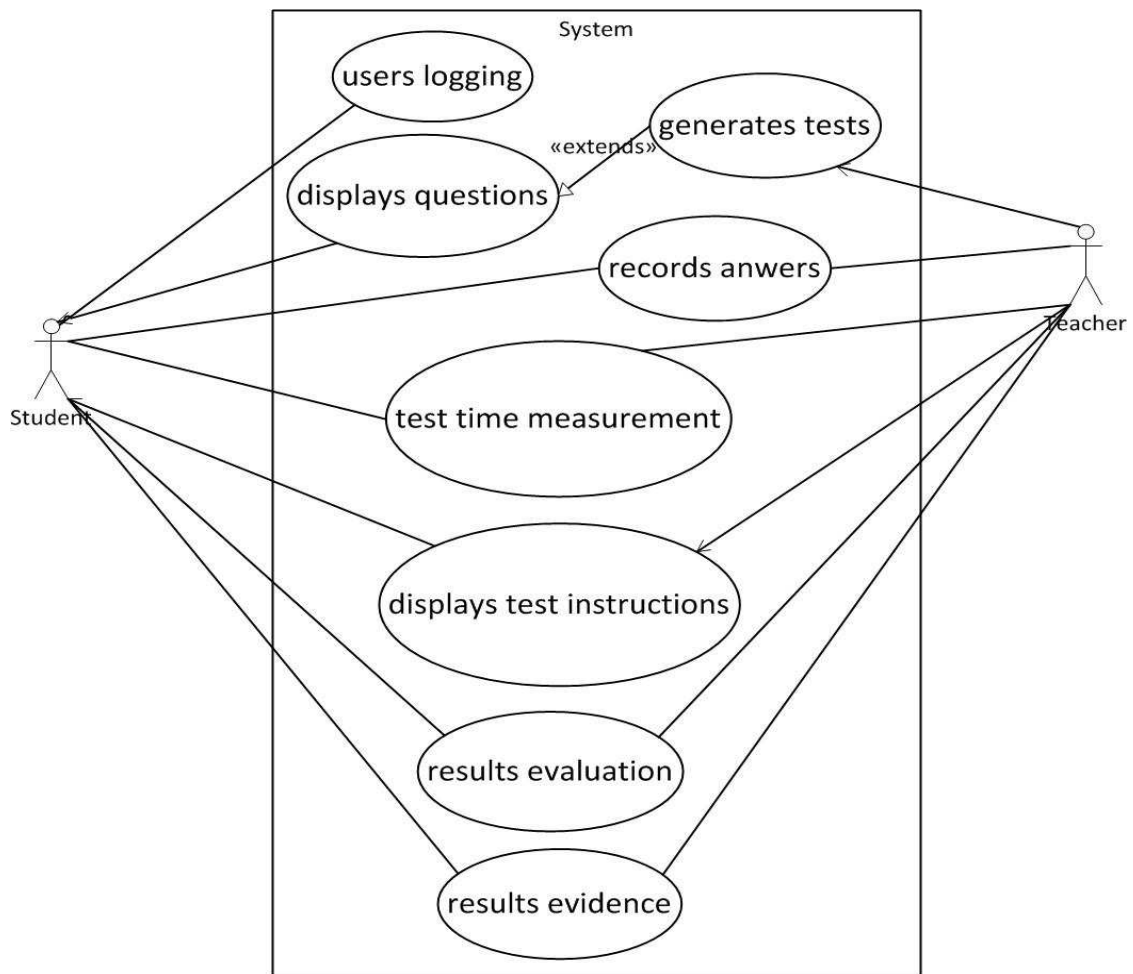 System
users logging
generates tests
«extends»
displays questions
records anwers
Teacher
Student
test time measurement
displays test instructions
results evaluation
results evidence